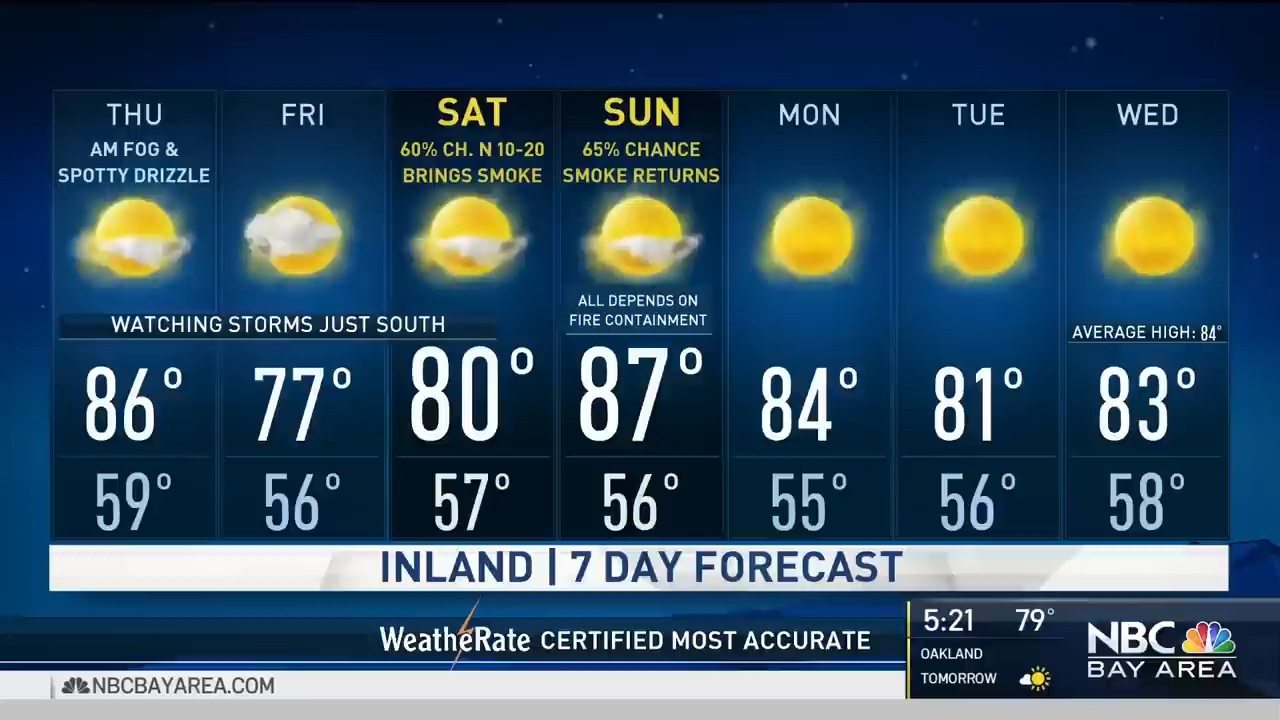 THU
AM FOG &
SPOTTY DRIZZLE
FRI
SAT
60% CH. N 10-20
BRINGS SMOKE
SUN
65% CHANCE
SMOKE RETURNS
MON
TUE
WED
ALL DEPENDS ON
FIRE CONTAINMENT
WATCHING STORMS JUST SOUTH
AVERAGE HIGH: 84°
86° 77° 80° 87° 84° 81° 83°
59° 56° 57° 56° 55° 56° 58°
INLAND | 7 DAY FORECAST
WeatheRate CERTIFIED MOST ACCURATE
5:21 79°
OAKLAND
TOMORROW
NBC
BAY AREA
NBCBAYAREA.COM